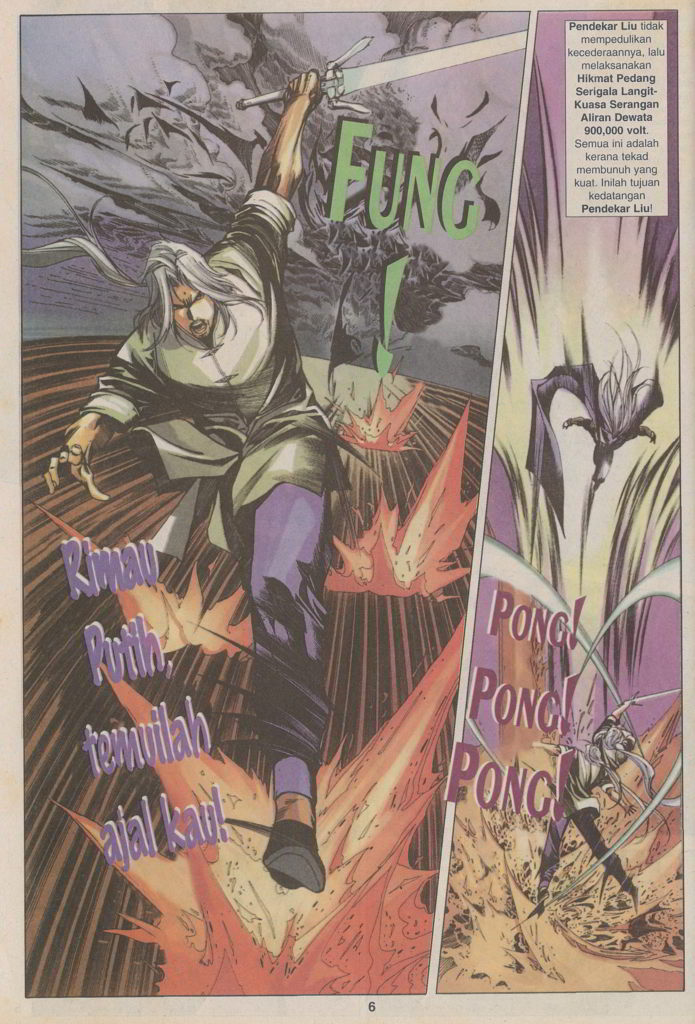 FUNG
!
Rimau
Putih,
temuilah
ajal kau!
Pendekar Liu tidak
mempedulikan
kecederaannya, lalu
melaksanakan
Hikmat Pedang
Serigala Langit-
Kuasa Serangan
Aliran Dewata
900,000 volt.
Semua ini adalah
kerana tekad
membunuh yang
kuat. Inilah tujuan
kedatangan
Pendekar Liu!
PONG!
PONG!
PONG!
6